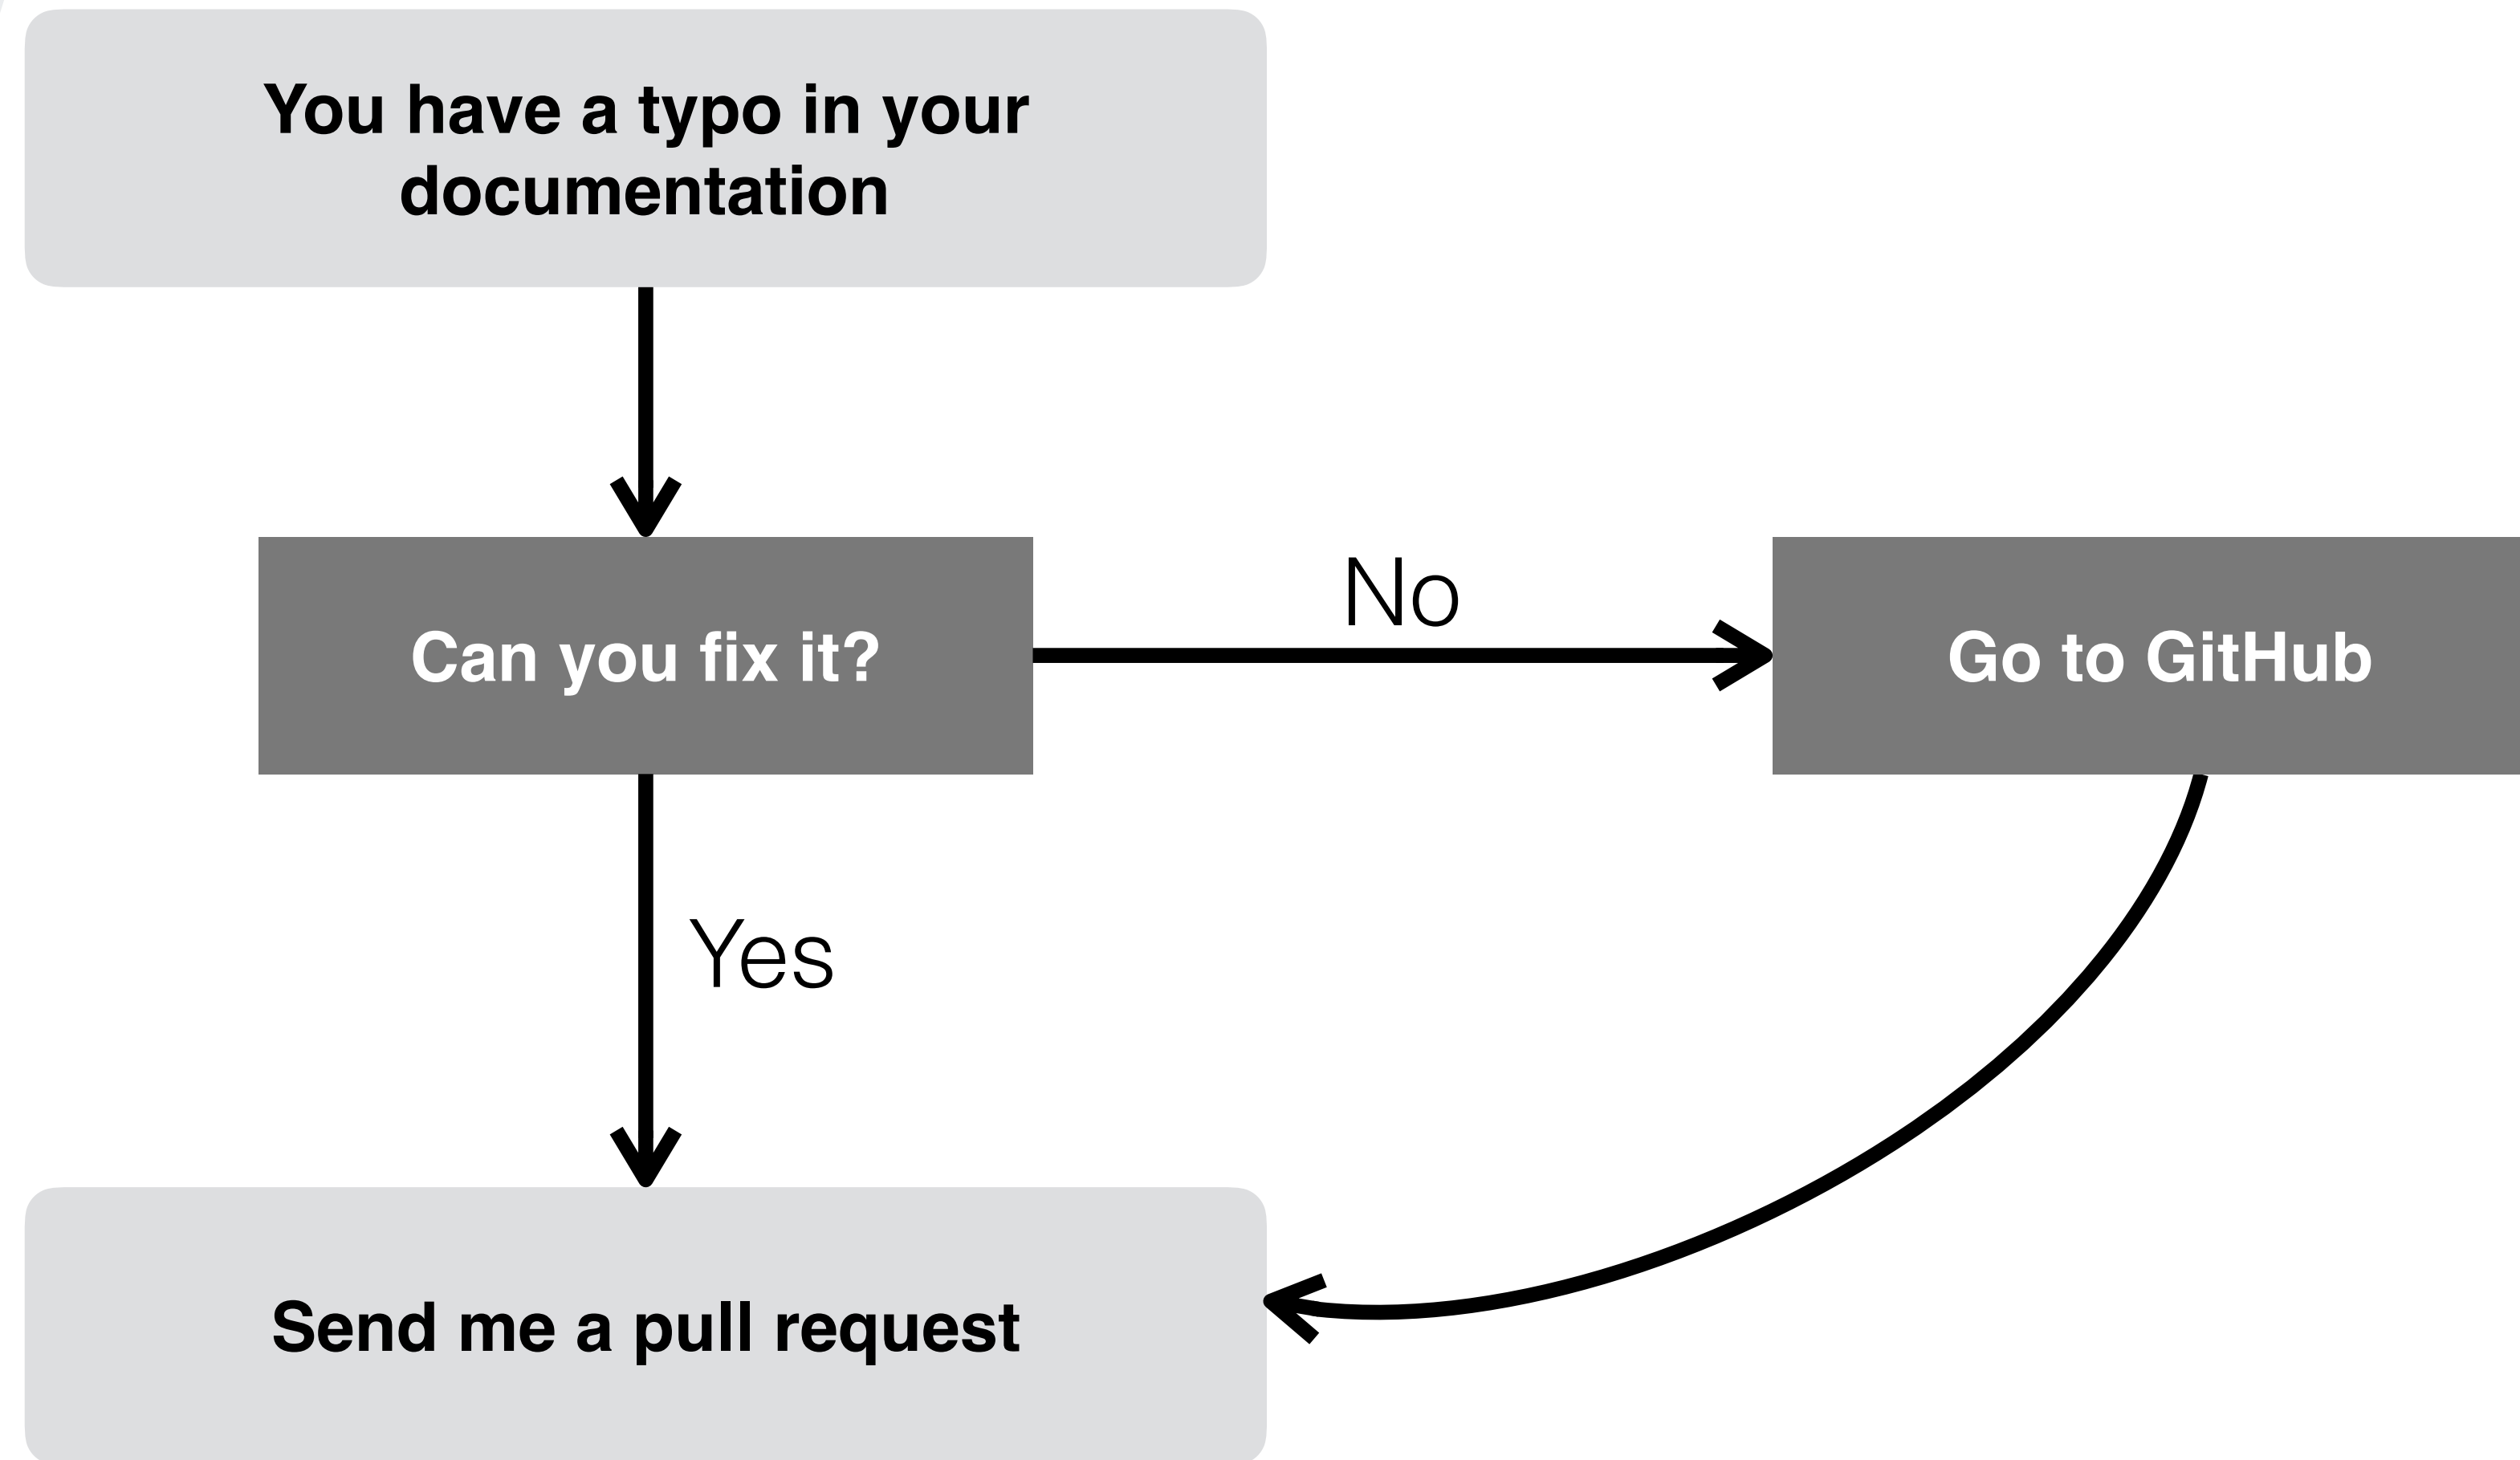 You have a typo in your
documentation
No
Can you fix it?
Go to GitHub
Yes
Send me a pull request